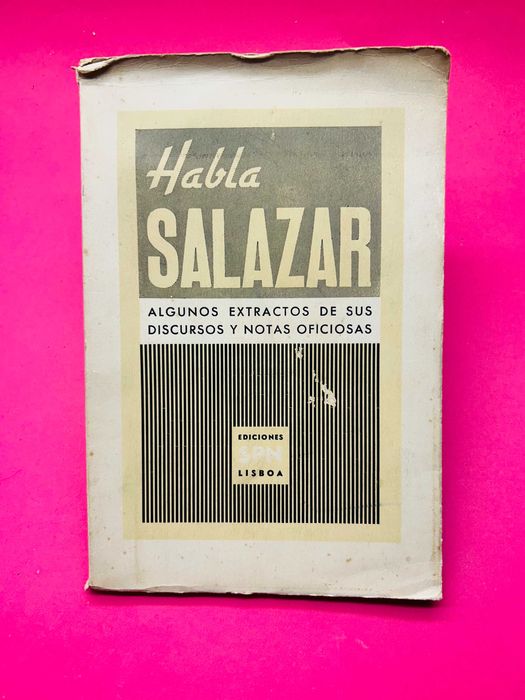 Habla
SALAZAR
ALGUNOS EXTRACTOS DE SUS
DISCURSOS Y NOTAS OFICIOSAS
EDICIONES
SPN
LISBOA